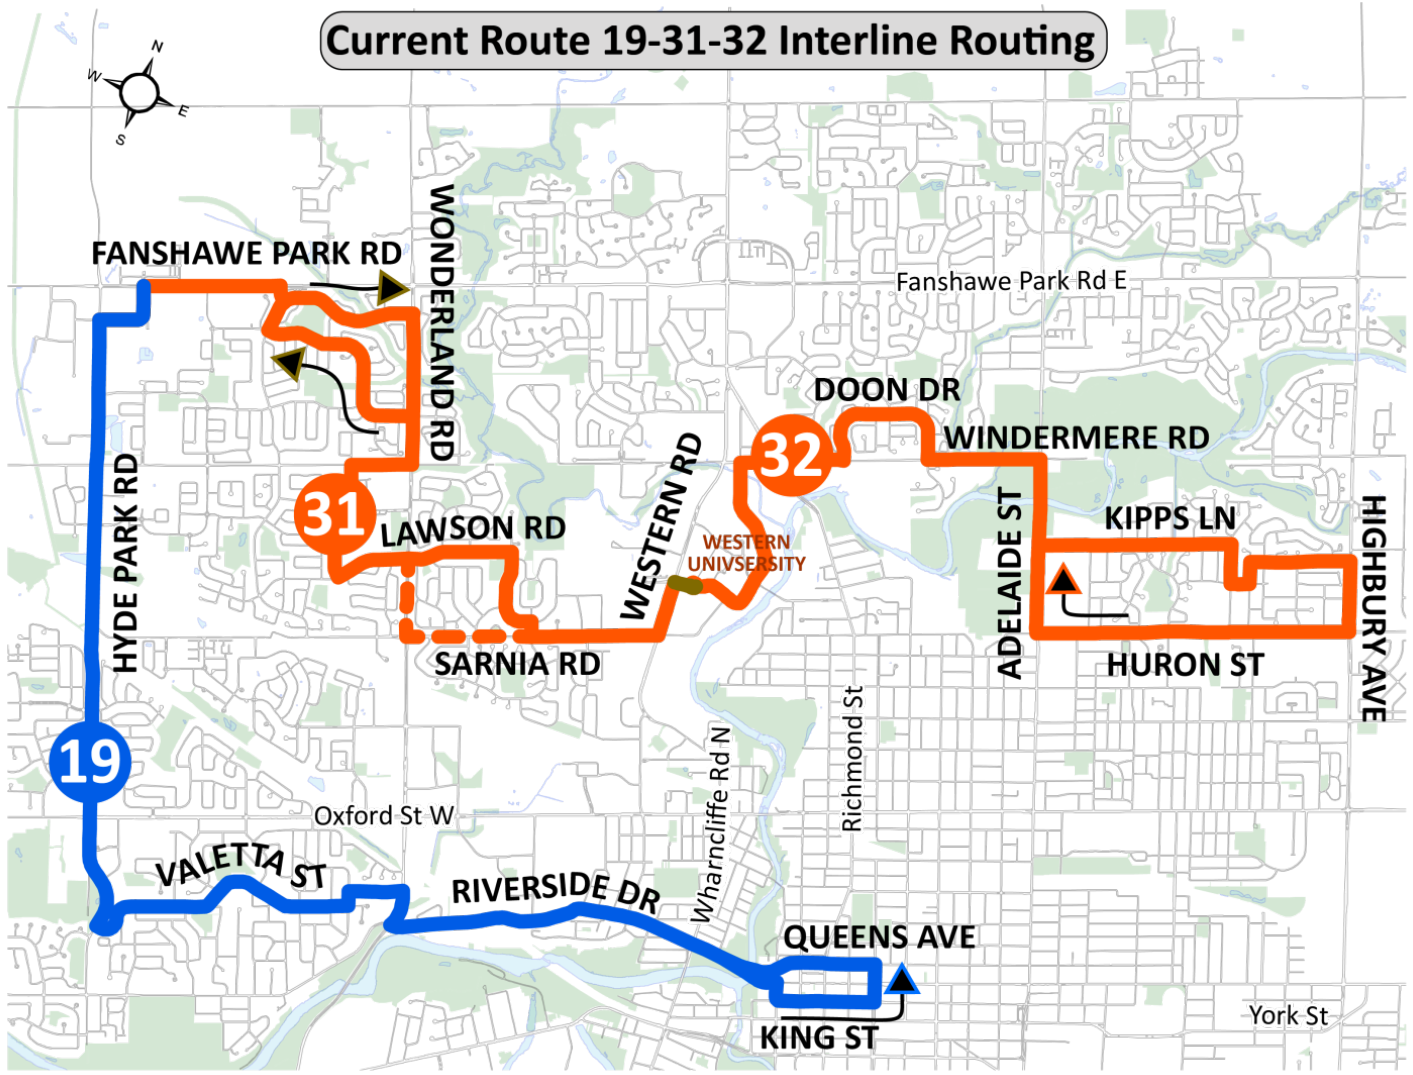 Current Route 19-31-32 Interline Routing
N
W
E
S
WONDERLAND RD
FANSHAWE PARK RD
Fanshawe Park Rd E
DOON DR
WINDERMERE RD
32
WESTERN RD
HYDE PARK RD
31
LAWSON RD
ADELAIDE ST
KIPPS LN
HIGHBURY AVE
WESTERN
UNIVSERSITY
SARNIA RD
HURON ST
19
Richmond St
Wharncliffe Rd N
Oxford St W
VALETTA ST
RIVERSIDE DR
QUEENS AVE
York St
KING ST